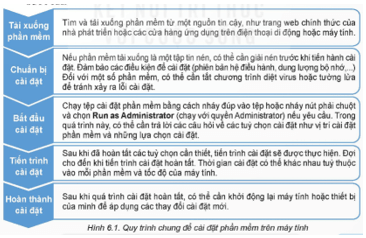 Tải xuống
phần mềm
Tìm và tải xuống phần mềm từ một nguồn tin cậy, như trang web chính thức của
nhà phát triển hoặc các cửa hàng ứng dụng trên điện thoại di động hoặc máy tính.
Chuẩn bị
cài đặt
Nếu phần mềm tải xuống là một tập tin nén, có thể cần giải nén trước khi tiến hành cài
đặt. Đảm bảo các điều kiện để cài đặt (phiên bản hệ điều hành, dung lượng bộ nhớ,...)
Đối với một số phần mềm, có thể cần tắt chương trình diệt virus hoặc tường lửa
để tránh xảy ra lỗi cài đặt.
Bắt đầu
cài đặt
Chạy tệp cài đặt phần mềm bằng cách nháy đúp vào tệp hoặc nháy nút phải chuột
và chọn Run as Administrator (chạy với quyền Administrator) nếu yêu cầu. Trong
quá trình này, có thể cần trả lời các câu hỏi về các tuỳ chọn cài đặt như vị trí cài đặt
phần mềm và những lựa chọn cài đặt.
Tiến trình
cài đặt
Sau khi đã hoàn tất các tuỳ chọn cần thiết, tiến trình cài đặt sẽ được thực hiện. Đợi
cho đến khi tiến trình cài đặt hoàn tất. Thời gian cài đặt có thể khác nhau tuỳ thuộc
vào mỗi phần mềm và tốc độ của máy tính.
Hoàn thành
cài đặt
Sau khi quá trình cài đặt hoàn tất, có thể cần khởi động lại máy tính hoặc thiết bị
của mình để áp dụng các thay đổi cài đặt mới.
Hình 6.1. Quy trình chung để cài đặt phần mềm trên máy tính